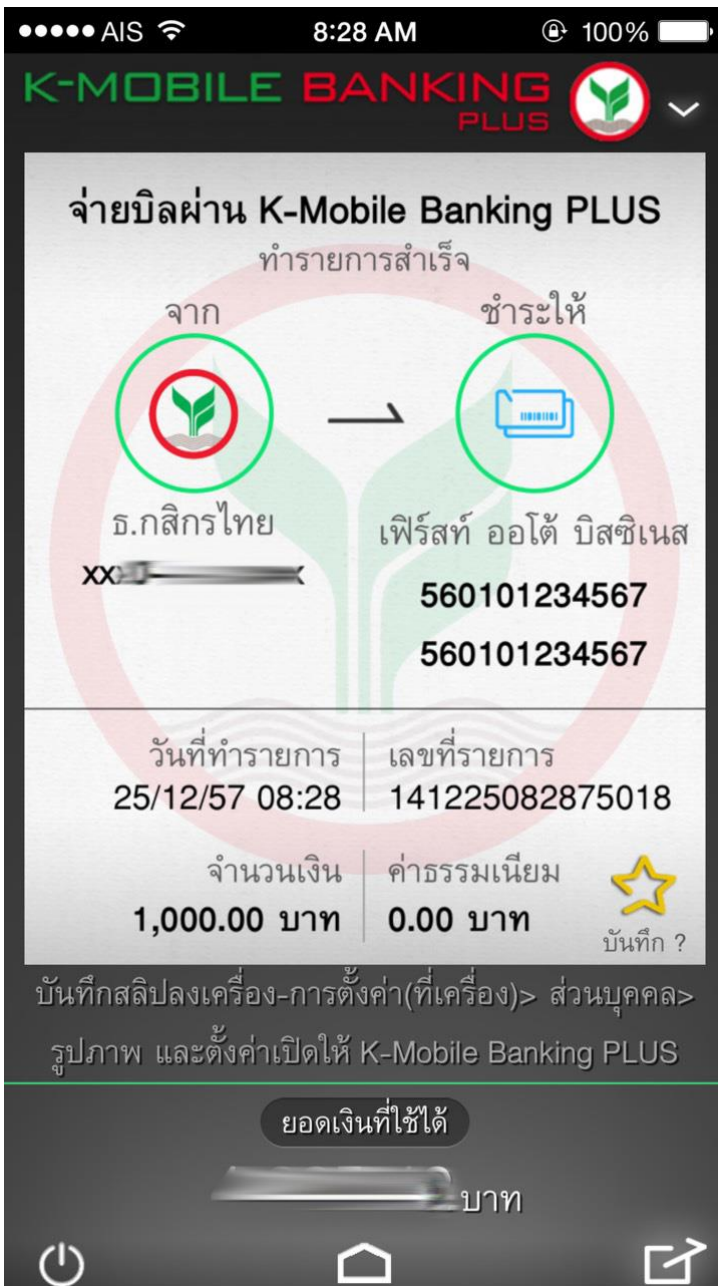 AIS 8:28 AM 100%
K-MOBILE BANKING
PLUS
จ่ายบิลผ่าน K-Mobile Banking PLUS
ทำรายการสำเร็จ
จาก ชำระให้
ธ.กสิกรไทย เฟิร์สท์ ออโต้ บิสซิเนส
xx 560101234567
560101234567
วันที่ทำรายการ เลขที่รายการ
25/12/57 08:28 141225082875018
จำนวนเงิน ค่าธรรมเนียม
1,000.00 บาท 0.00 บาท
บันทึก ?
บันทึกสลิปลงเครื่อง-การตั้งค่า(ที่เครื่อง)> ส่วนบุคคล>
รูปภาพ และตั้งค่าเปิดให้ K-Mobile Banking PLUS
ยอดเงินที่ใช้ได้
บาท